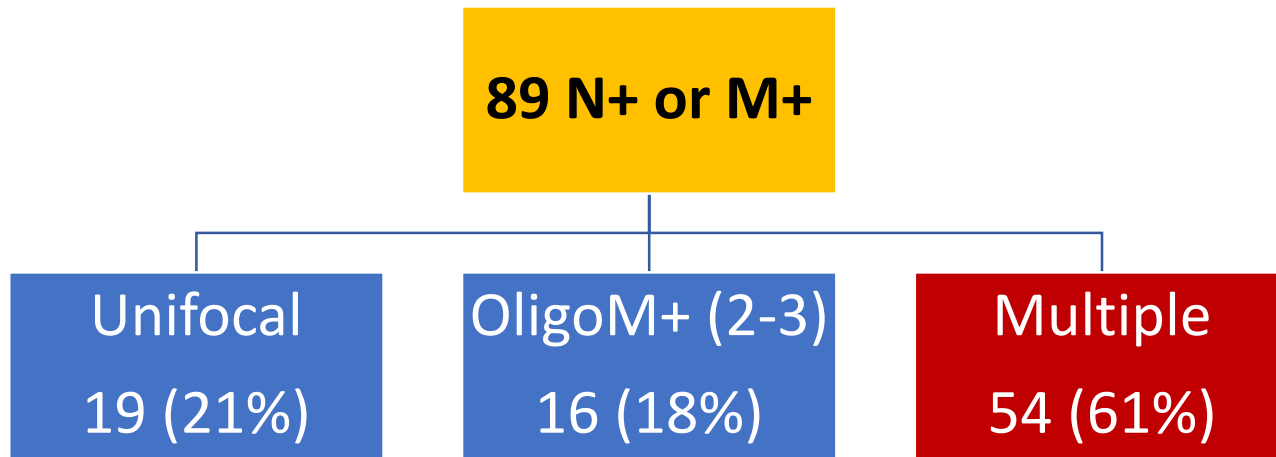 89 N+ or M+
Unifocal
19 (21%)
OligoM+ (2-3)
16 (18%)
Multiple
54 (61%)